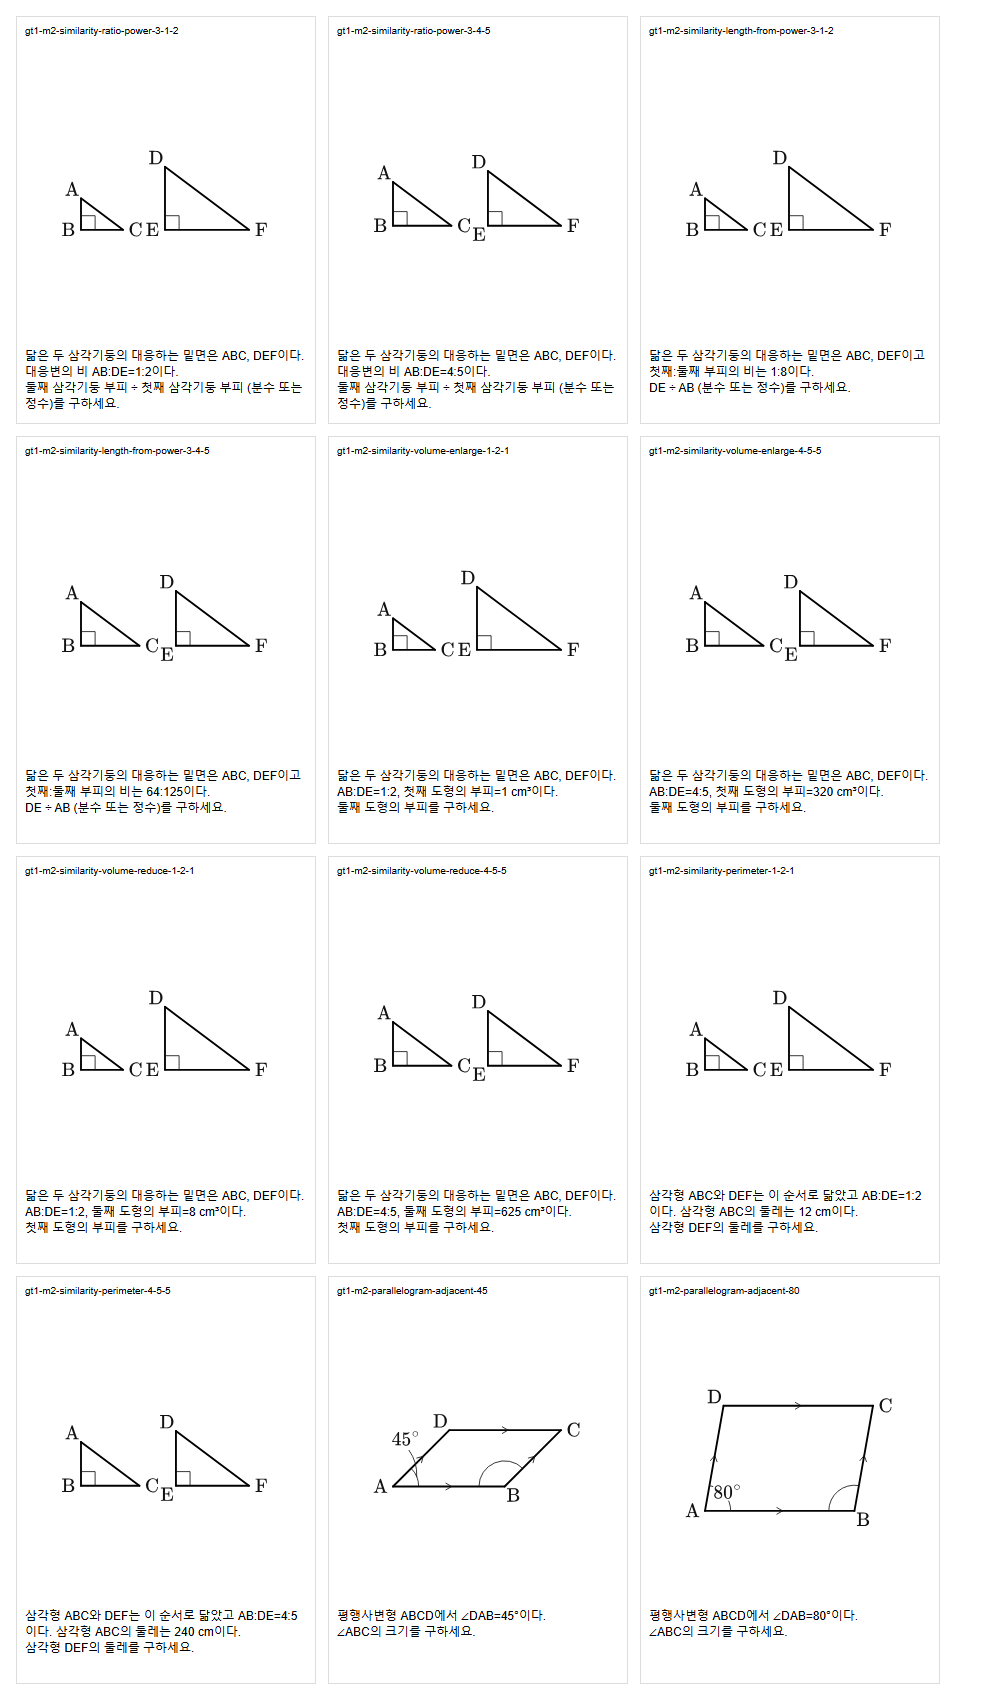 gt1-m2-similarity-ratio-power-3-1-2
A
B
C
D
E
F
닮은 두 삼각기둥의 대응하는 밑면은 ABC, DEF이다.
대응변의 비 AB:DE=1:2이다.
둘째 삼각기둥 부피 ÷ 첫째 삼각기둥 부피 (분수 또는
정수)를 구하세요.
gt1-m2-similarity-ratio-power-3-4-5
A
B
C
D
E
F
닮은 두 삼각기둥의 대응하는 밑면은 ABC, DEF이다.
대응변의 비 AB:DE=4:5이다.
둘째 삼각기둥 부피 ÷ 첫째 삼각기둥 부피 (분수 또는
정수)를 구하세요.
gt1-m2-similarity-length-from-power-3-1-2
A
B
C
D
E
F
닮은 두 삼각기둥의 대응하는 밑면은 ABC, DEF이고
첫째:둘째 부피의 비는 1:8이다.
DE ÷ AB (분수 또는 정수)를 구하세요.
gt1-m2-similarity-length-from-power-3-4-5
A
B
C
D
E
F
닮은 두 삼각기둥의 대응하는 밑면은 ABC, DEF이고
첫째:둘째 부피의 비는 64:125이다.
DE ÷ AB (분수 또는 정수)를 구하세요.
gt1-m2-similarity-volume-enlarge-1-2-1
A
B
C
D
E
F
닮은 두 삼각기둥의 대응하는 밑면은 ABC, DEF이다.
AB:DE=1:2, 첫째 도형의 부피=1 cm³이다.
둘째 도형의 부피를 구하세요.
gt1-m2-similarity-volume-enlarge-4-5-5
A
B
C
D
E
F
닮은 두 삼각기둥의 대응하는 밑면은 ABC, DEF이다.
AB:DE=4:5, 첫째 도형의 부피=320 cm³이다.
둘째 도형의 부피를 구하세요.
gt1-m2-similarity-volume-reduce-1-2-1
A
B
C
D
E
F
닮은 두 삼각기둥의 대응하는 밑면은 ABC, DEF이다.
AB:DE=1:2, 둘째 도형의 부피=8 cm³이다.
첫째 도형의 부피를 구하세요.
gt1-m2-similarity-volume-reduce-4-5-5
A
B
C
D
E
F
닮은 두 삼각기둥의 대응하는 밑면은 ABC, DEF이다.
AB:DE=4:5, 둘째 도형의 부피=625 cm³이다.
첫째 도형의 부피를 구하세요.
gt1-m2-similarity-perimeter-1-2-1
A
B
C
D
E
F
삼각형 ABC와 DEF는 이 순서로 닮았고 AB:DE=1:2
이다. 삼각형 ABC의 둘레는 12 cm이다.
삼각형 DEF의 둘레를 구하세요.
gt1-m2-similarity-perimeter-4-5-5
A
B
C
D
E
F
삼각형 ABC와 DEF는 이 순서로 닮았고 AB:DE=4:5
이다. 삼각형 ABC의 둘레는 240 cm이다.
삼각형 DEF의 둘레를 구하세요.
gt1-m2-parallelogram-adjacent-45
D
C
45°
A
B
평행사변형 ABCD에서 ∠DAB=45°이다.
∠ABC의 크기를 구하세요.
gt1-m2-parallelogram-adjacent-80
D
C
80°
A
B
평행사변형 ABCD에서 ∠DAB=80°이다.
∠ABC의 크기를 구하세요.